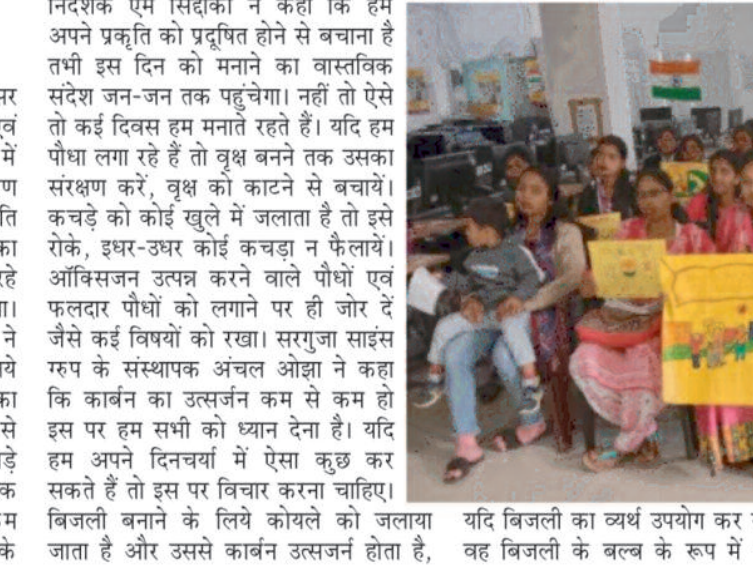 निदेशक एम सिद्दीकी ने कहा कि हमें
अपने प्रकृति को प्रदूषित होने से बचाना है
तभी इस दिन को मनाने का वास्तविक
संदेश जन-जन तक पहुंचेगा। नहीं तो ऐसे
तो कई दिवस हम मनाते रहते हैं। यदि हम
पौधा लगा रहे हैं तो वृक्ष बनने तक उसका
संरक्षण करें, वृक्ष को काटने से बचायें।
कचड़े को कोई खुले में जलाता है तो इसे
रोके, इधर-उधर कोई कचड़ा न फैलायें।
ऑक्सिजन उत्पन्न करने वाले पौधों एवं
फलदार पौधों को लगाने पर ही जोर दें
जैसे कई विषयों को रखा। सरगुजा साइंस
ग्रुप के संस्थापक अंचल ओझा ने कहा
कि कार्बन का उत्सर्जन कम से कम हो
इस पर हम सभी को ध्यान देना है। यदि
हम अपने दिनचर्या में ऐसा कुछ कर
सकते हैं तो इस पर विचार करना चाहिए।
बिजली बनाने के लिये कोयले को जलाया
जाता है और उससे कार्बन उत्सजर्न होता है,
यदि बिजली का व्यर्थ उपयोग कर
वह बिजली के बल्ब के रूप में